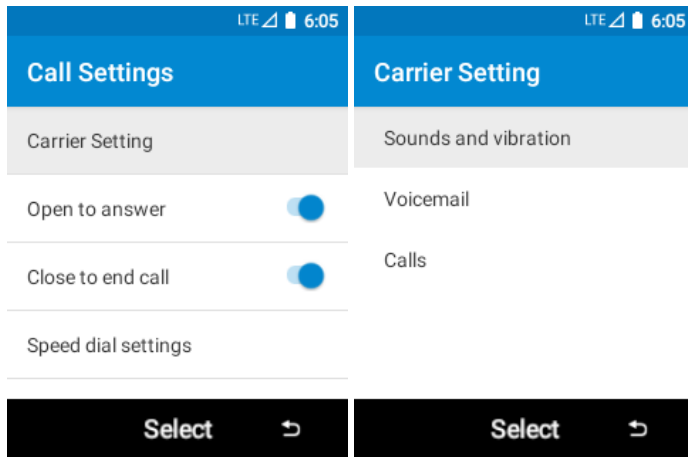 LTE 6:05
Call Settings
Carrier Setting
Open to answer
Close to end call
Speed dial settings
Select
LTE 6:05
Carrier Setting
Sounds and vibration
Voicemail
Calls
Select